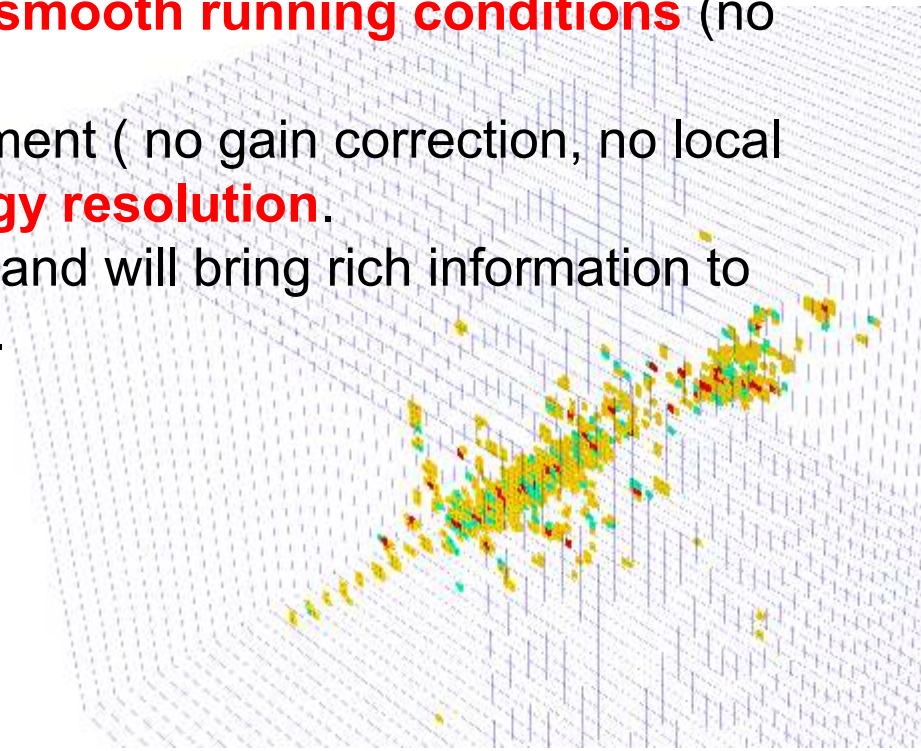 smooth running conditions (no
ment ( no gain correction, no local
gy resolution.
and will bring rich information to
.